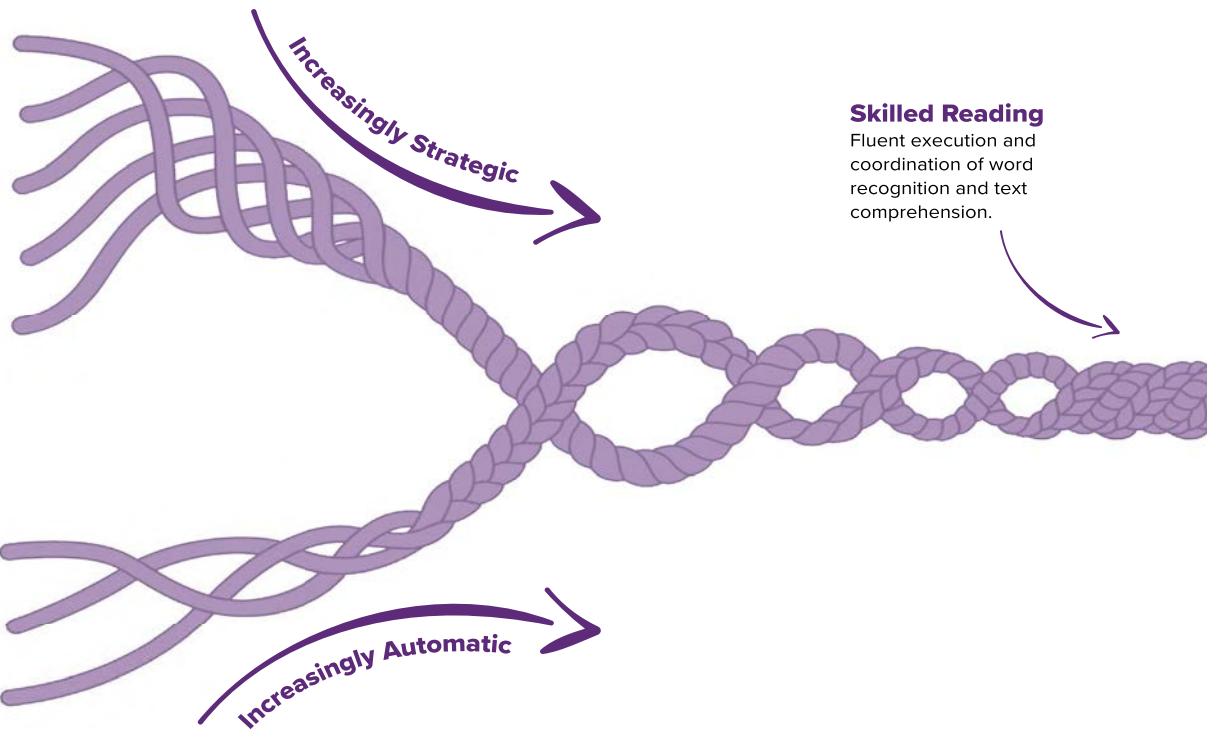 Increasingly Strategic
Skilled Reading
Fluent execution and
coordination of word
recognition and text
comprehension.
Increasingly Automatic